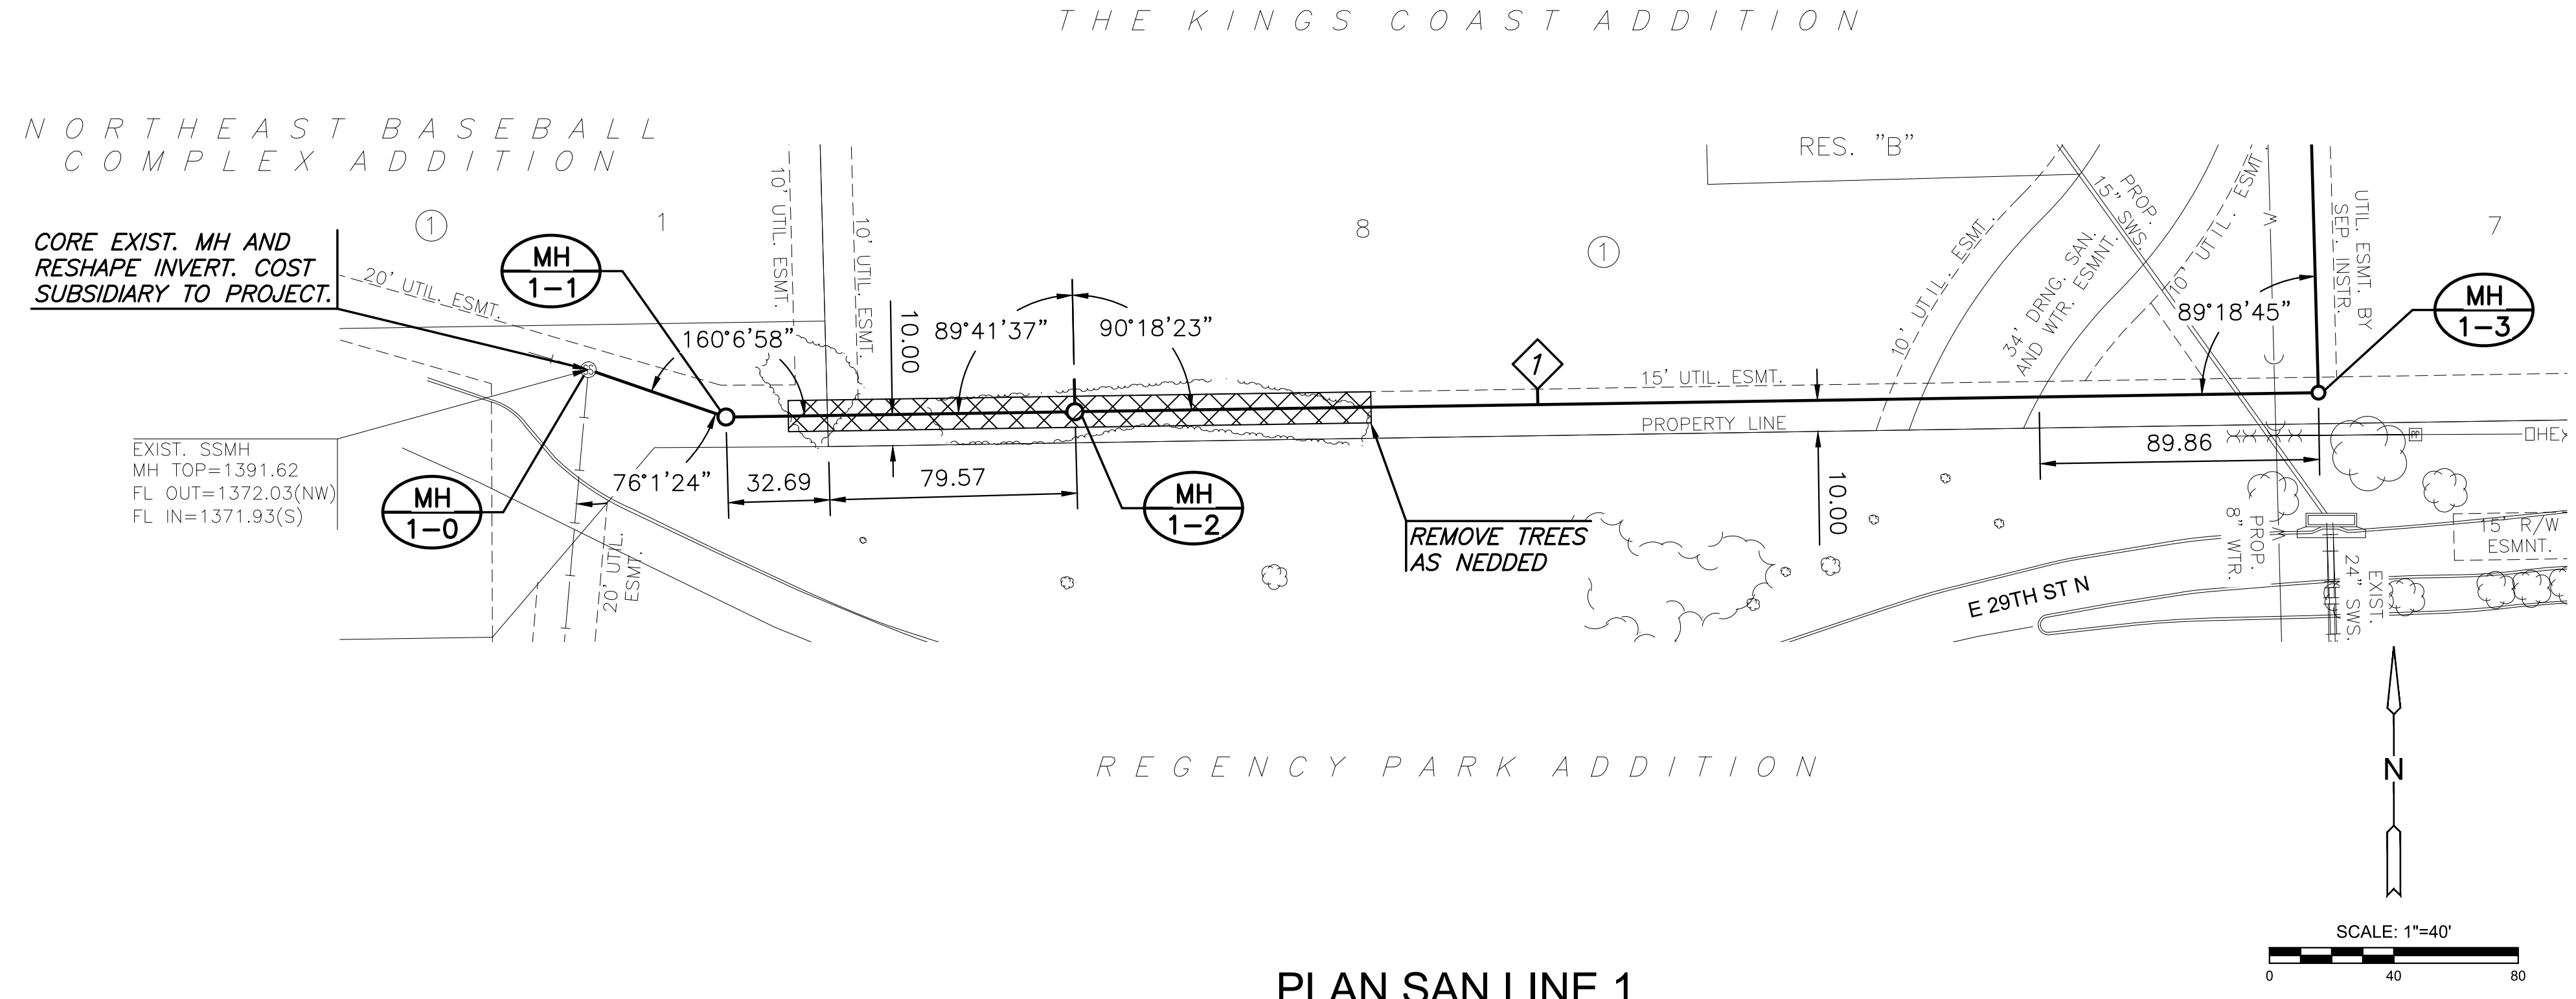 THE KINGS COAST ADDITION
NORTHEAST BASEBALL
COMPLEX ADDITION
RES. "B"
1
1
8
1
7
CORE EXIST. MH AND
RESHAPE INVERT. COST
SUBSIDIARY TO PROJECT.
20' UTIL. ESMT.
MH
1-1
10' UTIL. ESMT.
10' UTIL. ESMT.
160°6'58"
10.00
89°41'37"
90°18'23"
1
15' UTIL. ESMT.
PROPERTY LINE
10' UTIL. ESMT.
34' DRNG. SAN.
AND WTR. ESMNT.
PROP.
15" SWS.
10' UTIL. ESMT.
W
UTIL. ESMT. BY
SEP. INSTR.
89°18'45"
MH
1-3
EXIST. SSMH
MH TOP=1391.62
FL OUT=1372.03(NW)
FL IN=1371.93(S)
MH
1-0
76°1'24"
32.69
79.57
MH
1-2
20' UTIL.
ESMT.
REMOVE TREES
AS NEDDED
10.00
89.86
OHE
W
PROP.
8" WTR.
EXIST.
24" SWS.
15' R/W
ESMNT.
E 29TH ST N
REGENCY PARK ADDITION
N
SCALE: 1"=40'
0 40 80
PLAN SAN LINE 1